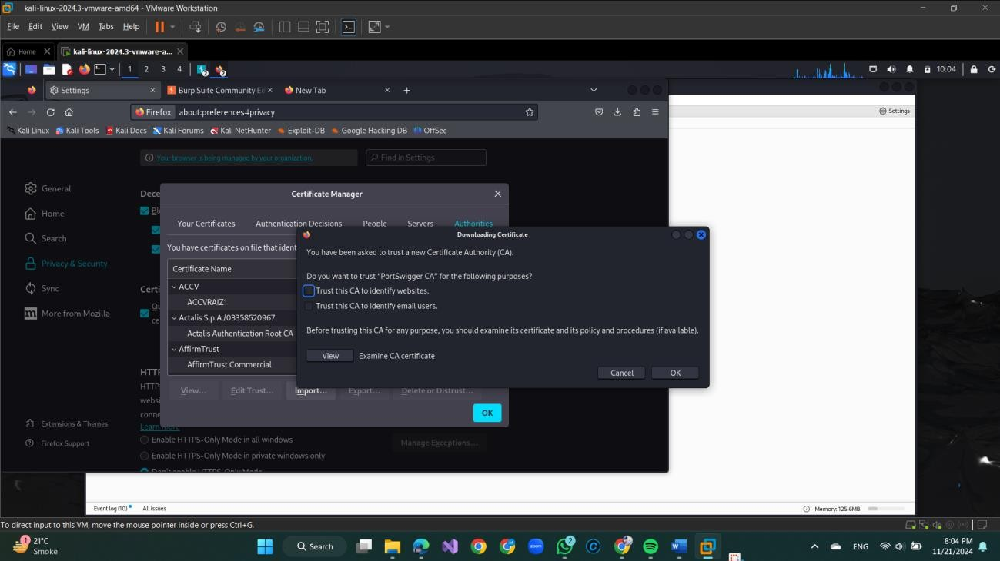 kali-linux-2024.3-vmware-amd64 - VMware Workstation
File Edit View VM Tabs Help
Home kali-linux-2024.3-vmware-a...
1 2 3 4 2 2 10:04
Settings Burp Suite Community Ed New Tab
Firefox about:preferences#privacy Settings
Kali Linux Kali Tools Kali Docs Kali Forums Kali NetHunter Exploit-DB Google Hacking DB OffSec
Your browser is being managed by your organization. Find in Settings
General
Home
Search
Privacy & Security
Sync
More from Mozilla
Extensions & Themes
Firefox Support
Dece
Blo
Certi
Qu
ce
HTTP
HTTP
websi
conne
Learn more
Enable HTTPS-Only Mode in all windows
Enable HTTPS-Only Mode in private windows only
Don't enable HTTPS-Only Mode
Manage Exceptions...
Certificate Manager
Your Certificates Authentication Decisions People Servers Authorities
You have certificates on file that ident
Certificate Name
ACCV
ACCVRAIZ1
Actalis S.p.A./03358520967
Actalis Authentication Root CA
AffirmTrust
AffirmTrust Commercial
View... Edit Trust... Import... Export... Delete or Distrust...
OK
Downloading Certificate
You have been asked to trust a new Certificate Authority (CA).
Do you want to trust "PortSwigger CA" for the following purposes?
Trust this CA to identify websites.
Trust this CA to identify email users.
Before trusting this CA for any purpose, you should examine its certificate and its policy and procedures (if available).
View Examine CA certificate
Cancel OK
Event log (10) All issues Memory: 125.6MB
To direct input to this VM, move the mouse pointer inside or press Ctrl+G.
1 21°C
Smoke
Search
zoom
2
ENG
8:04 PM
11/21/2024